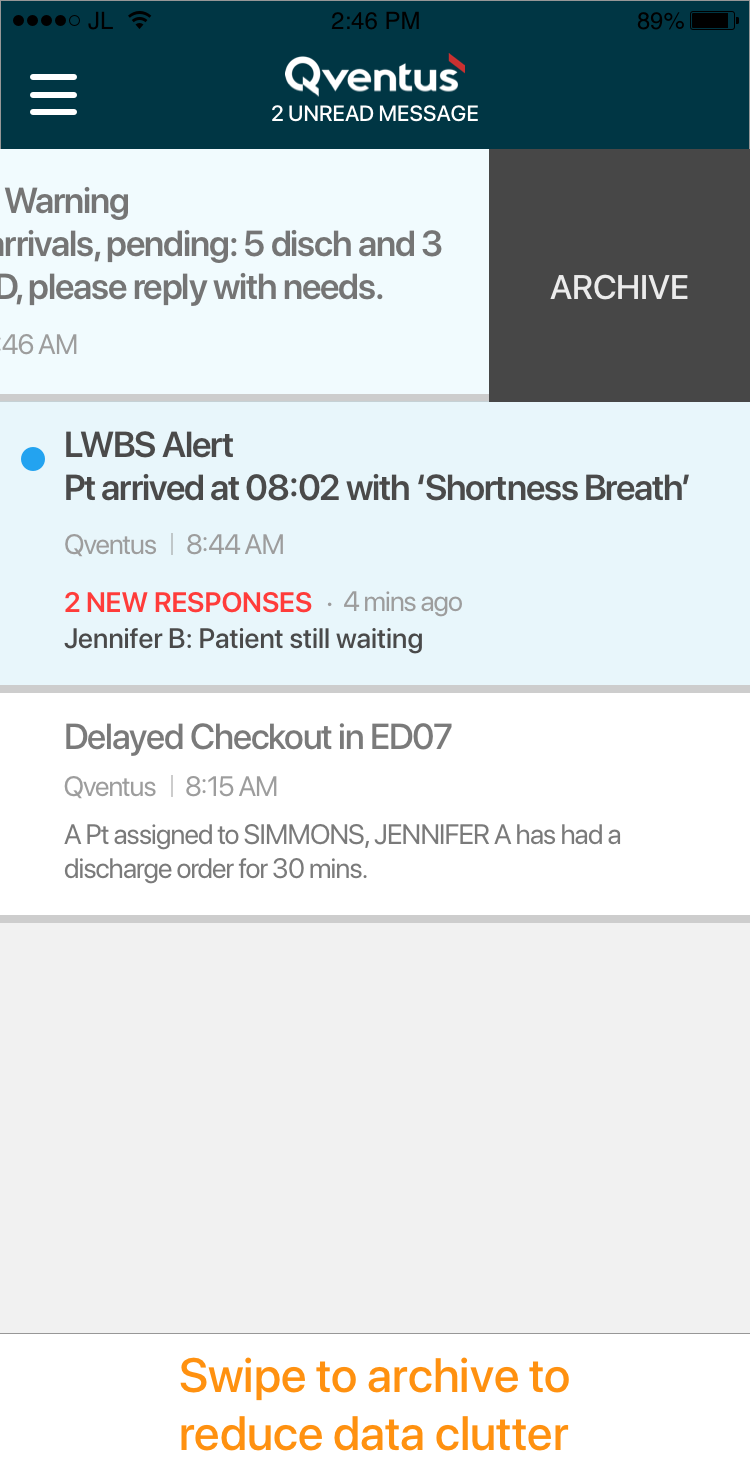 JL 2:46 PM 89%
Qventus
2 UNREAD MESSAGE
Warning
arrivals, pending: 5 disch and 3
D, please reply with needs.
:46 AM
ARCHIVE
LWBS Alert
Pt arrived at 08:02 with ‘Shortness Breath’
Qventus | 8:44 AM
2 NEW RESPONSES · 4 mins ago
Jennifer B: Patient still waiting
Delayed Checkout in ED07
Qventus | 8:15 AM
A Pt assigned to SIMMONS, JENNIFER A has had a
discharge order for 30 mins.
Swipe to archive to
reduce data clutter